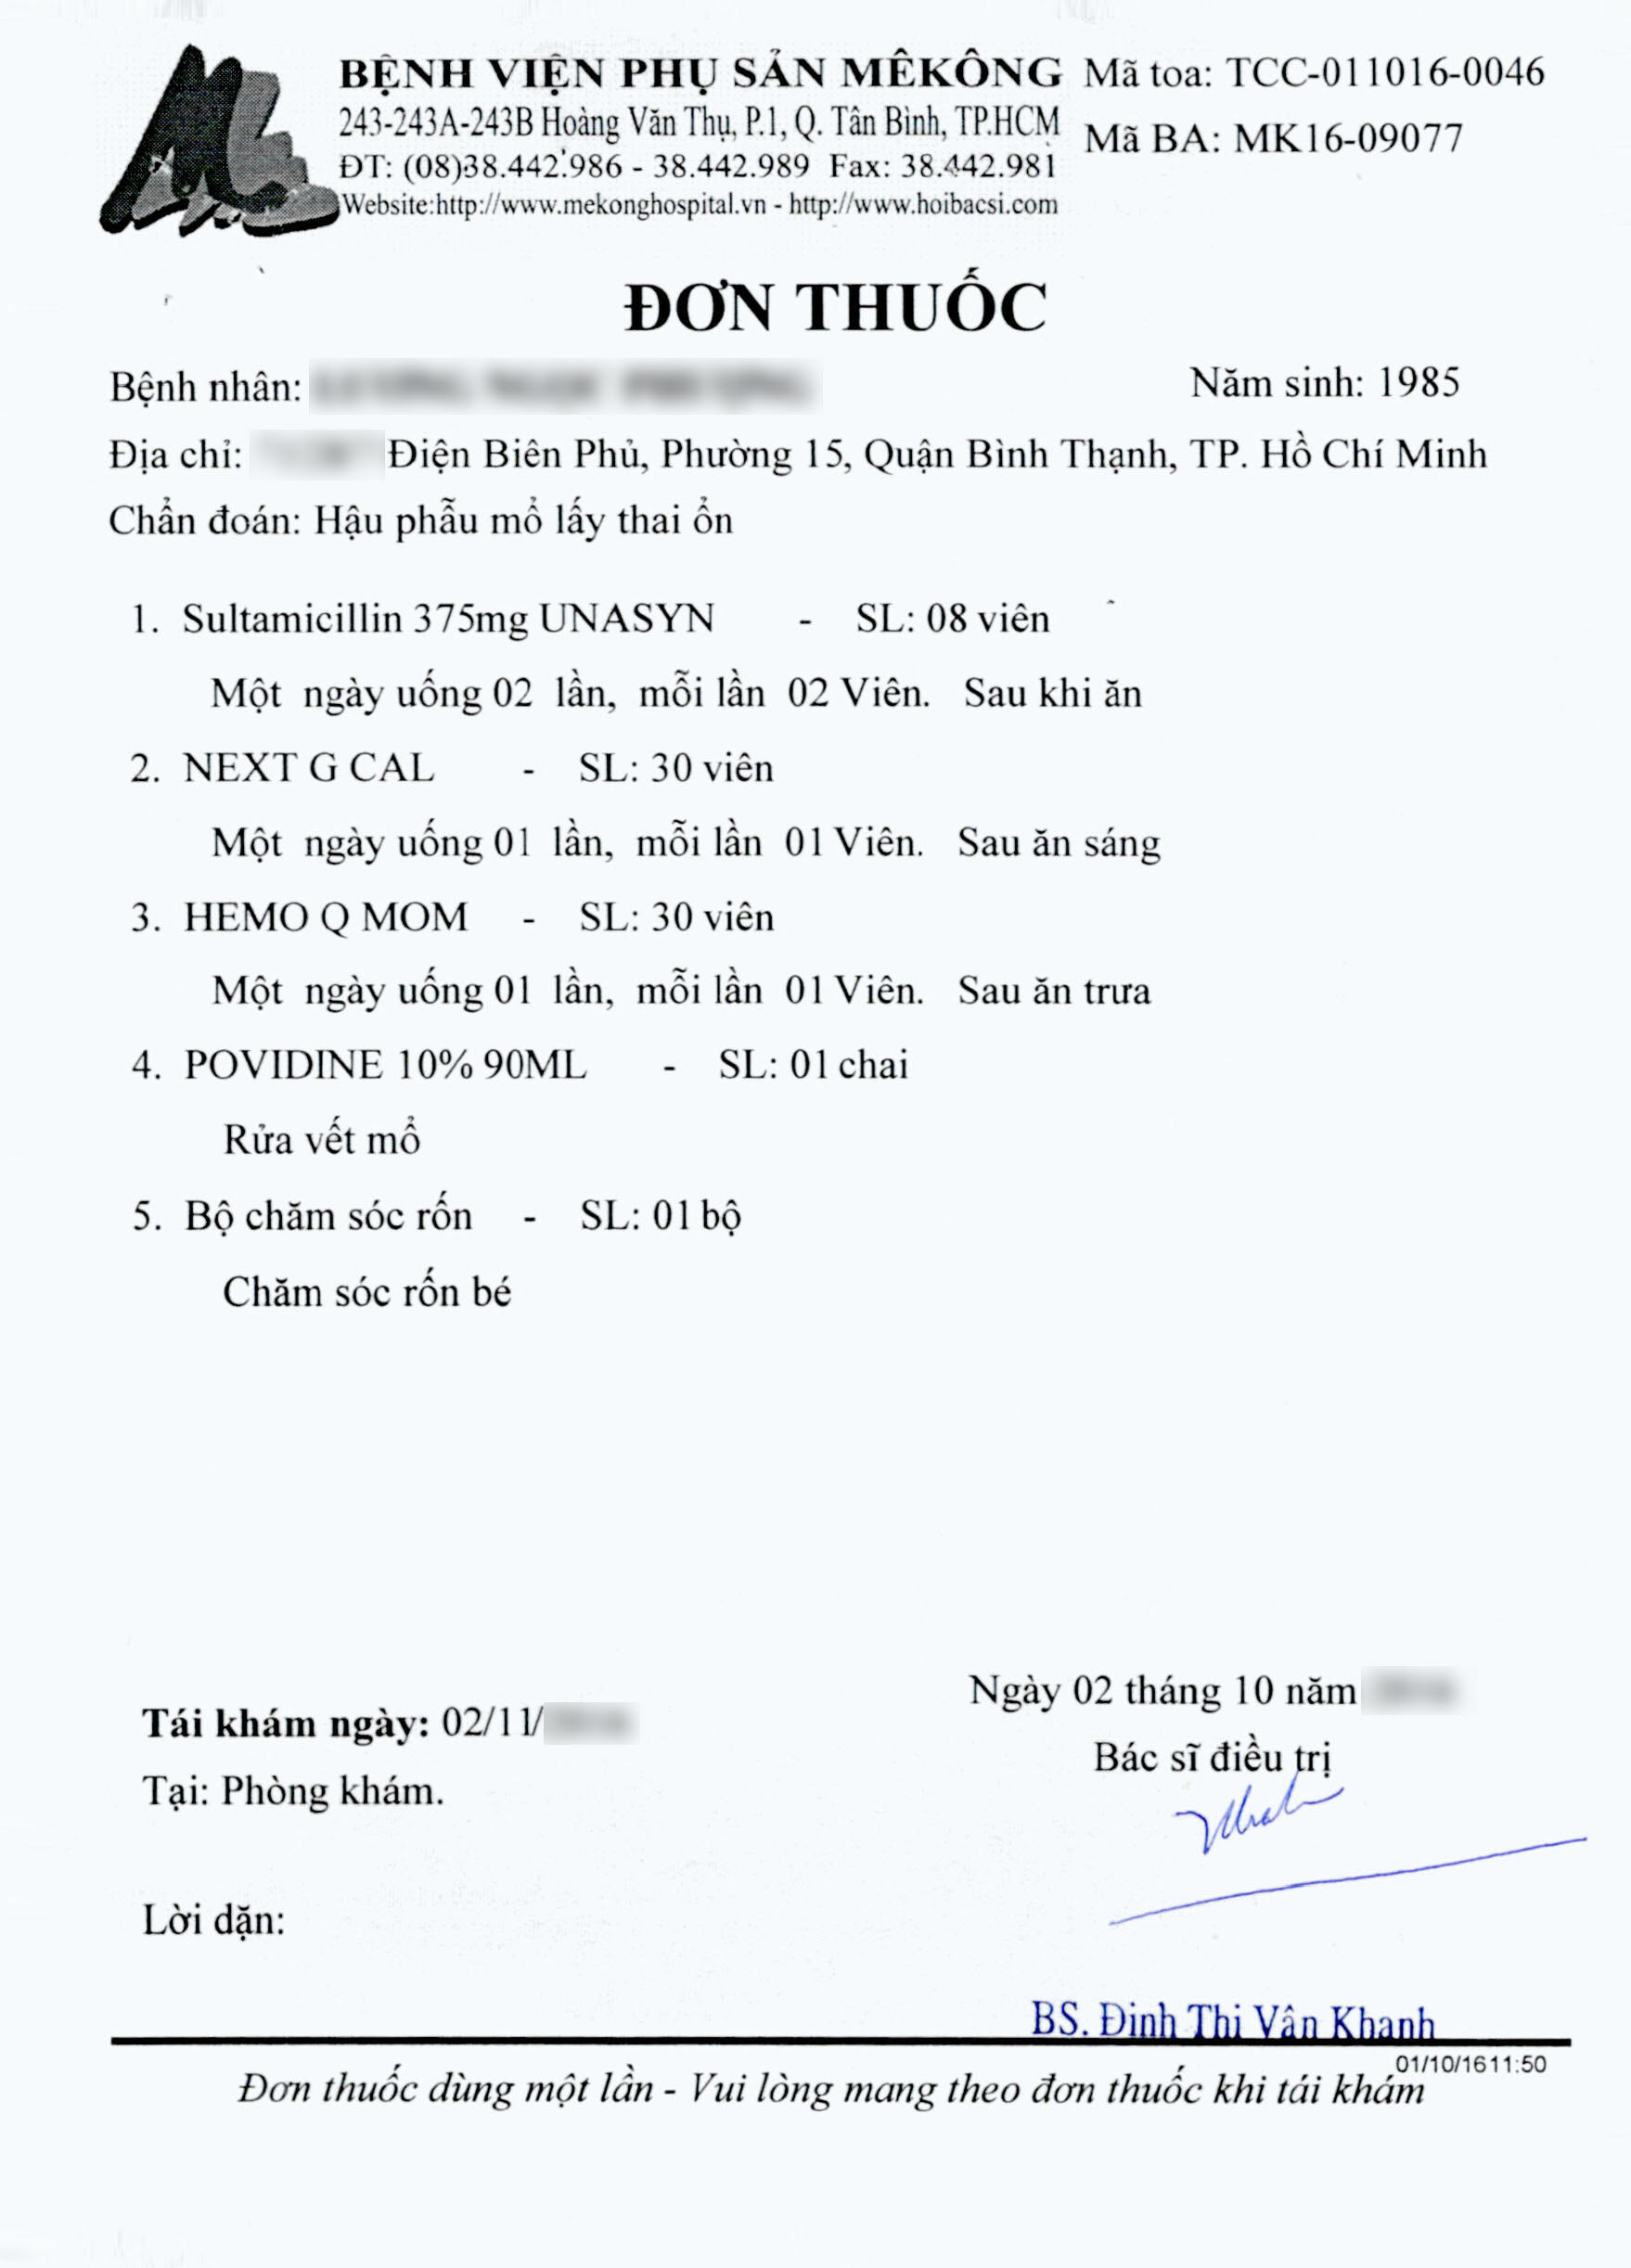 BỆNH VIỆN PHỤ SẢN MÊKÔNG
243-243A-243B Hoàng Văn Thụ, P.1, Q. Tân Bình, TP.HCM
ĐT: (08)38.442.986 - 38.442.989 Fax: 38.442.981
Website:http://www.mekonghospital.vn - http://www.hoibacsi.com
Mã toa: TCC-011016-0046
Mã BA: MK16-09077
ĐƠN THUỐC
Bệnh nhân:
Năm sinh: 1985
Địa chỉ: Điện Biên Phủ, Phường 15, Quận Bình Thạnh, TP. Hồ Chí Minh
Chẩn đoán: Hậu phẫu mổ lấy thai ổn
1. Sultamicillin 375mg UNASYN - SL: 08 viên
Một ngày uống 02 lần, mỗi lần 02 Viên. Sau khi ăn
2. NEXT G CAL - SL: 30 viên
Một ngày uống 01 lần, mỗi lần 01 Viên. Sau ăn sáng
3. HEMO Q MOM - SL: 30 viên
Một ngày uống 01 lần, mỗi lần 01 Viên. Sau ăn trưa
4. POVIDINE 10% 90ML - SL: 01 chai
Rửa vết mổ
5. Bộ chăm sóc rốn - SL: 01 bộ
Chăm sóc rốn bé
Ngày 02 tháng 10 năm
Tái khám ngày: 02/11/
Bác sĩ điều trị
Tại: Phòng khám.
Lời dặn:
BS. Đinh Thị Vân Khanh
01/10/16 11:50
Đơn thuốc dùng một lần - Vui lòng mang theo đơn thuốc khi tái khám